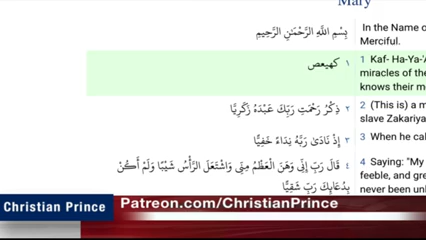 Mary
بِسْمِ اللَّهِ الرَّحْمَٰنِ الرَّحِيمِ
In the Name of
Merciful.
١ كهيعص
1 Kaf- Ha-Ya-'A
miracles of the
knows their m
٢ ذِكْرُ رَحْمَتِ رَبِّكَ عَبْدَهُ زَكَرِيَّا
2 (This is) a m
slave Zakariya
٣ إِذْ نَادَىٰ رَبَّهُ نِدَاءً خَفِيًّا
3 When he cal
٤ قَالَ رَبِّ إِنِّي وَهَنَ الْعَظْمُ مِنِّي وَاشْتَعَلَ الرَّأْسُ شَيْبًا وَلَمْ أَكُنْ
بِدُعَائِكَ رَبِّ شَقِيًّا
4 Saying: "My
feeble, and gre
never been unl
Christian Prince
Patreon.com/ChristianPrince